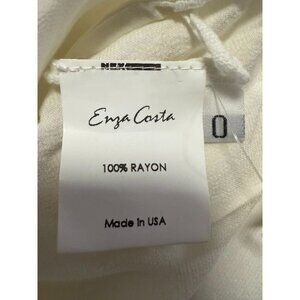 Enza Costa
0
100% RAYON
Made in USA